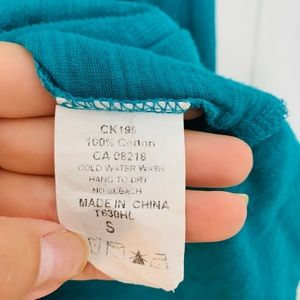 CK195
100% Cotton
CA 08218
COLD WATER WASH
HANG TO DRY
NO BLEACH
MADE IN CHINA
T630HL
S